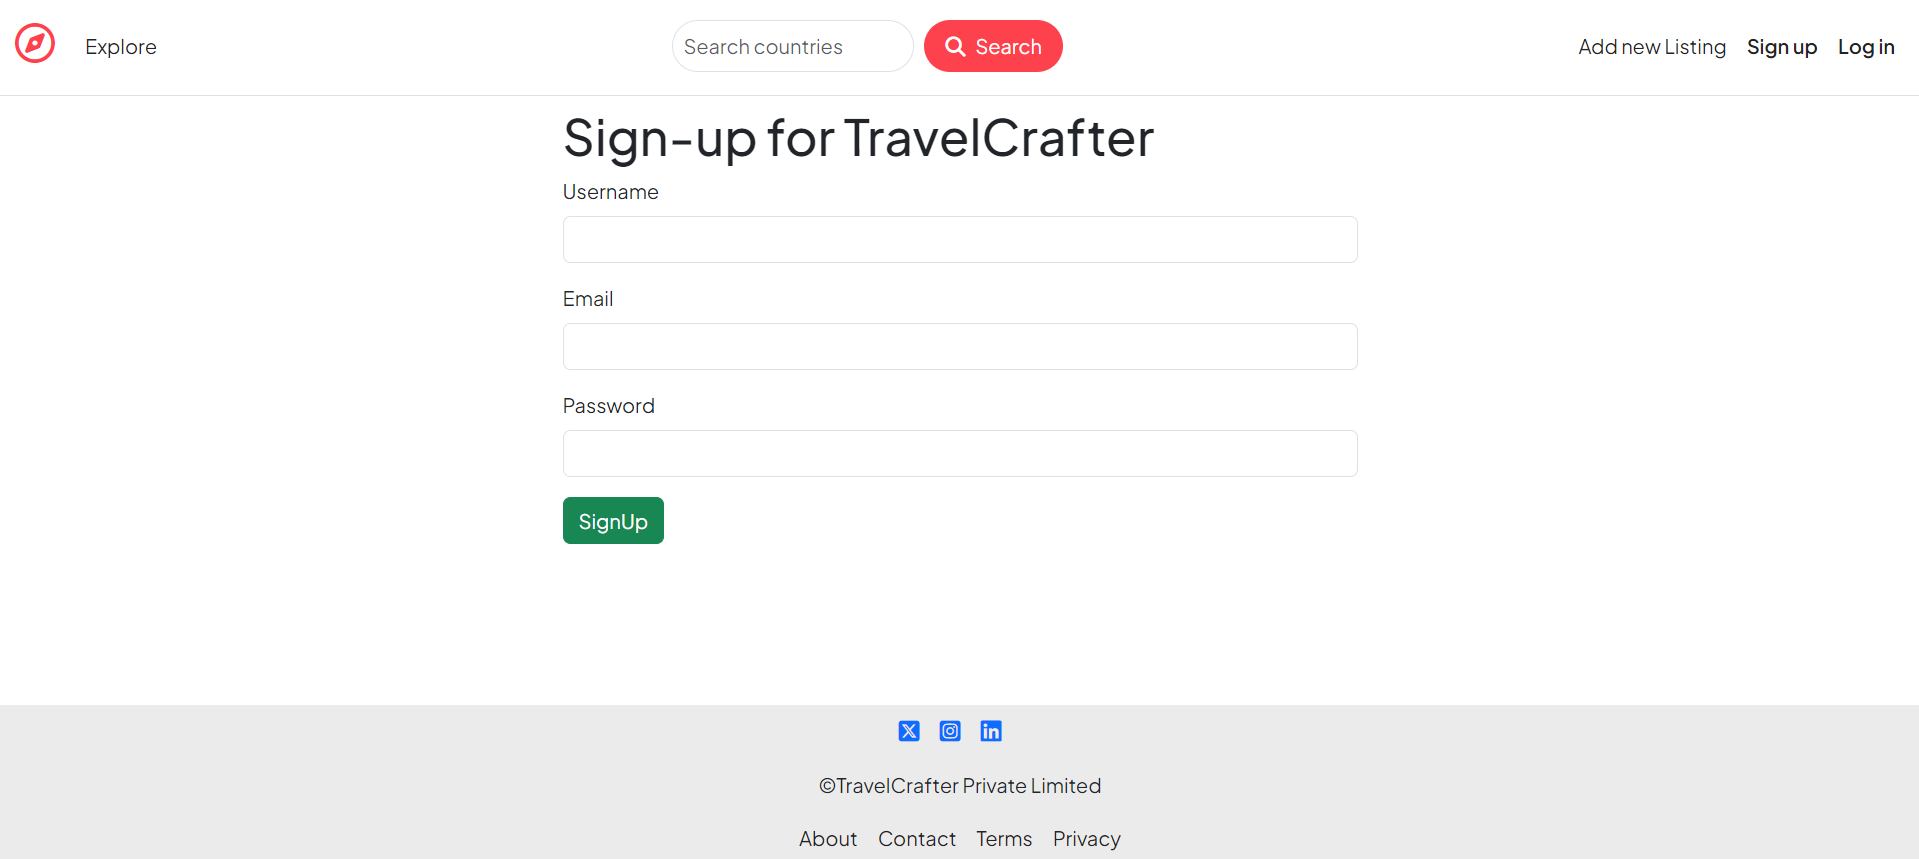 Explore
Search countries
Search
Add new Listing
Sign up
Log in
Sign-up for TravelCrafter
Username
Email
Password
SignUp
©TravelCrafter Private Limited
About Contact Terms Privacy